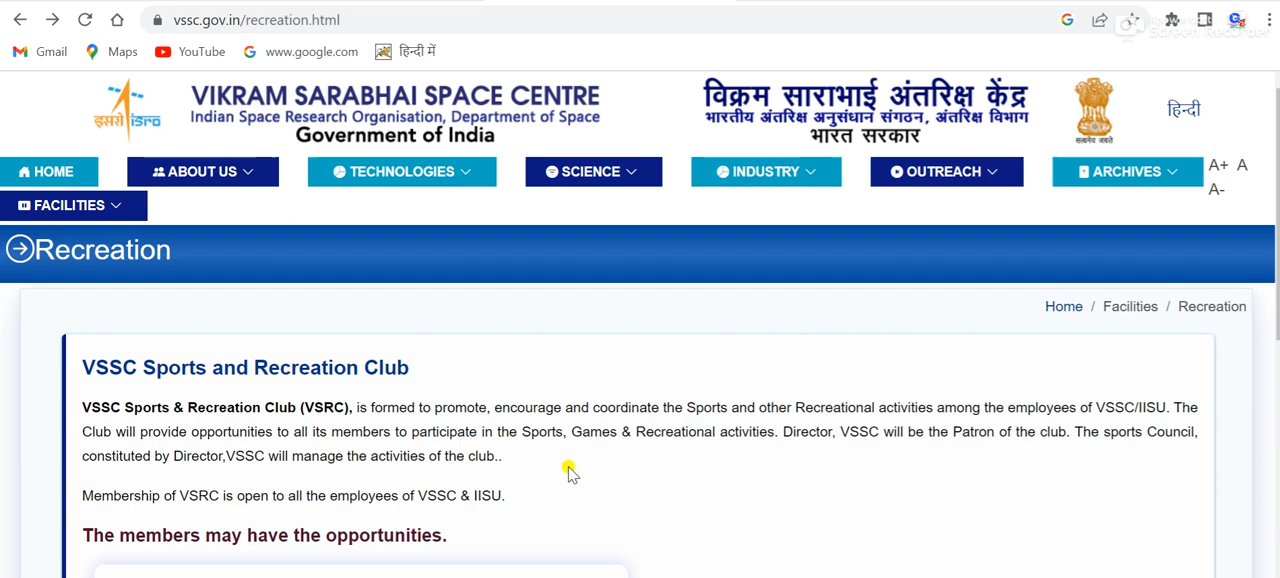 vssc.gov.in/recreation.html
Gmail Maps YouTube www.google.com हिन्दी में
Screen Recorder
इसरो isro
VIKRAM SARABHAI SPACE CENTRE
Indian Space Research Organisation, Department of Space
Government of India
विक्रम साराभाई अंतरिक्ष केंद्र
भारतीय अंतरिक्ष अनुसंधान संगठन, अंतरिक्ष विभाग
भारत सरकार
सत्यमेव जयते
हिन्दी
HOME ABOUT US TECHNOLOGIES SCIENCE INDUSTRY OUTREACH ARCHIVES A+ A
A-
FACILITIES
Recreation
Home / Facilities / Recreation
VSSC Sports and Recreation Club
VSSC Sports & Recreation Club (VSRC), is formed to promote, encourage and coordinate the Sports and other Recreational activities among the employees of VSSC/IISU. The
Club will provide opportunities to all its members to participate in the Sports, Games & Recreational activities. Director, VSSC will be the Patron of the club. The sports Council,
constituted by Director,VSSC will manage the activities of the club..
Membership of VSRC is open to all the employees of VSSC & IISU.
The members may have the opportunities.